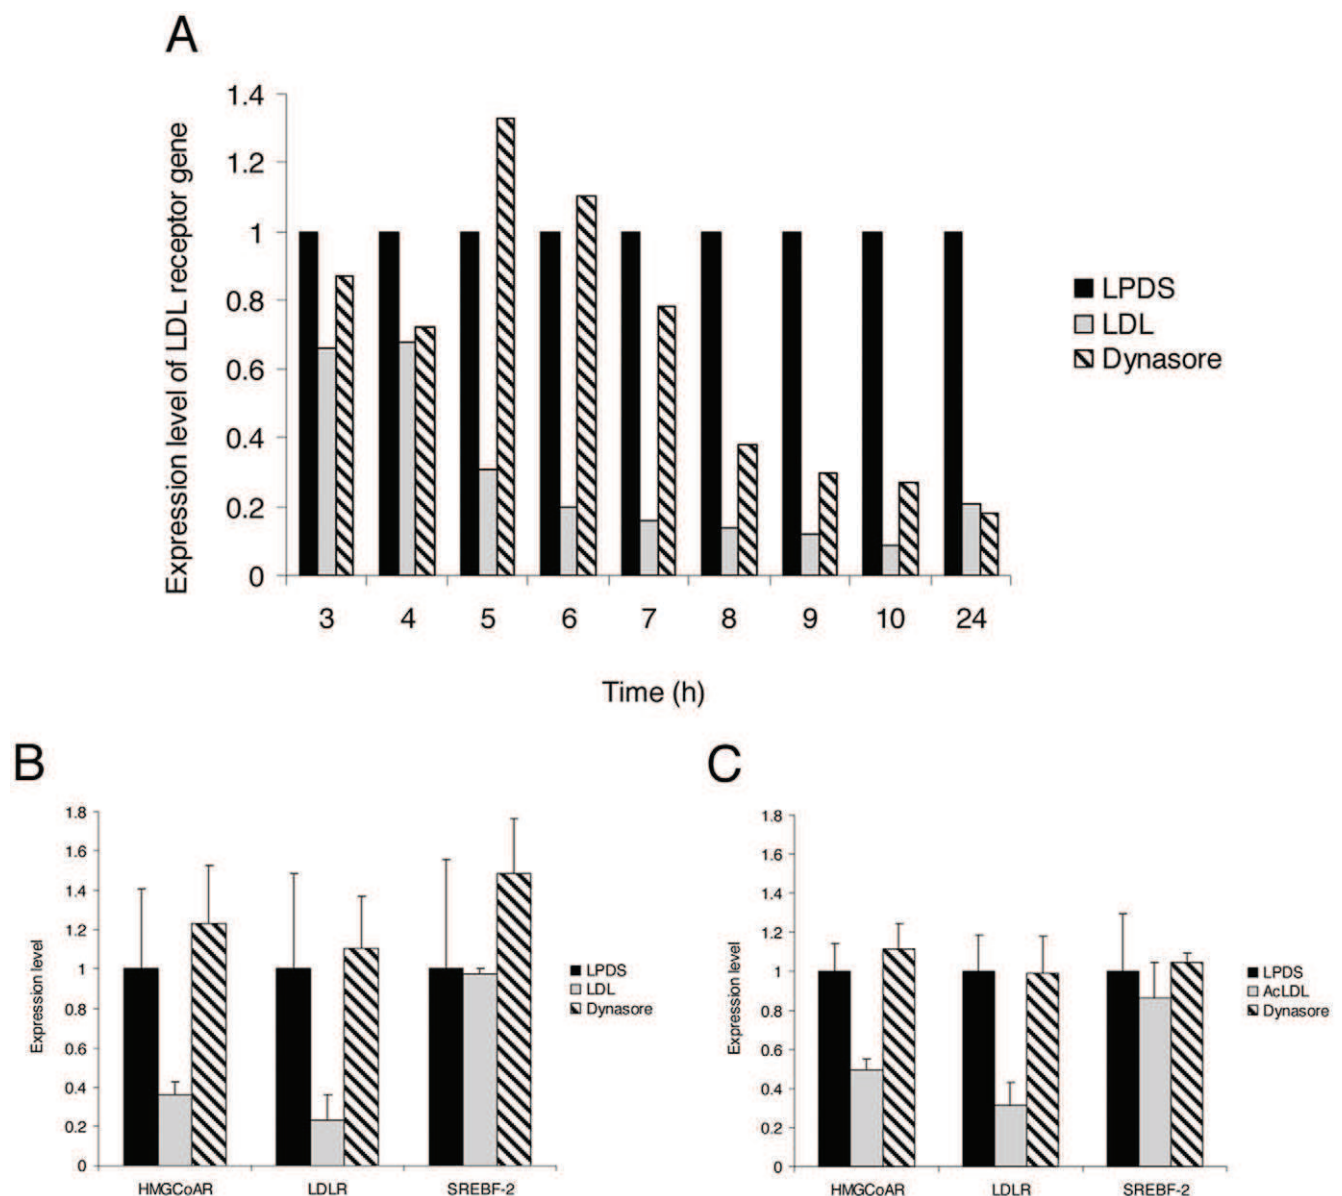 A
Expression level of LDL receptor gene
1.4
1.2
1
0.8
0.6
0.4
0.2
0
3 4 5 6 7 8 9 10 24
Time (h)
LPDS
LDL
Dynasore
B
Expression level
1.8
1.6
1.4
1.2
1
0.8
0.6
0.4
0.2
0
HMGCoAR LDLR SREBF-2
LPDS
LDL
Dynasore
C
Expression level
1.8
1.6
1.4
1.2
1
0.8
0.6
0.4
0.2
0
HMGCoAR LDLR SREBF-2
LPDS
AcLDL
Dynasore